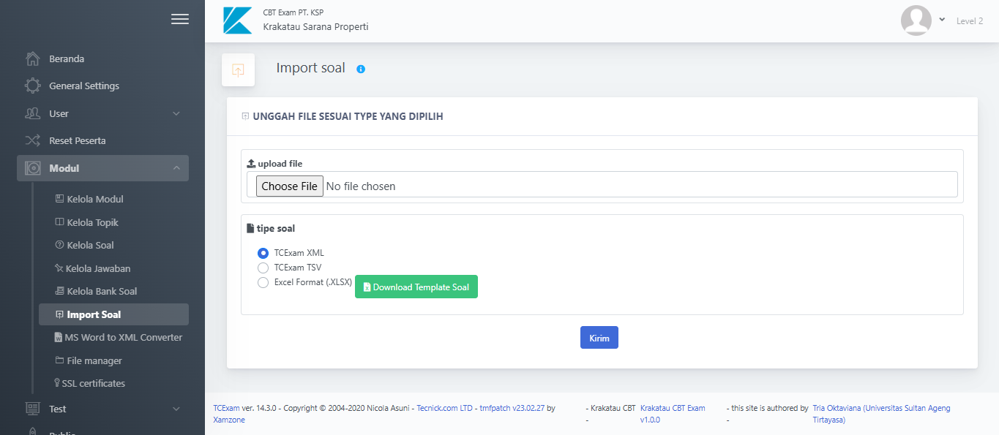 CBT Exam PT. KSP
Krakatau Sarana Properti
Level 2
Beranda
General Settings
User
Reset Peserta
Modul
Kelola Modul
Kelola Topik
Kelola Soal
Kelola Jawaban
Kelola Bank Soal
Import Soal
MS Word to XML Converter
File manager
SSL certificates
Test
Public
Import soal
UNGGAH FILE SESUAI TYPE YANG DIPILIH
upload file
Choose File No file chosen
tipe soal
TCExam XML
TCExam TSV
Excel Format (.XLSX) Download Template Soal
Kirim
TCExam ver. 14.3.0 - Copyright © 2004-2020 Nicola Asuni - Tecnick.com LTD - tmfpatch v23.02.27 by
Xamzone
- Krakatau CBT Krakatau CBT Exam
- v1.0.0
- this site is authored by Tria Oktaviana (Universitas Sultan Ageng
- Tirtayasa)